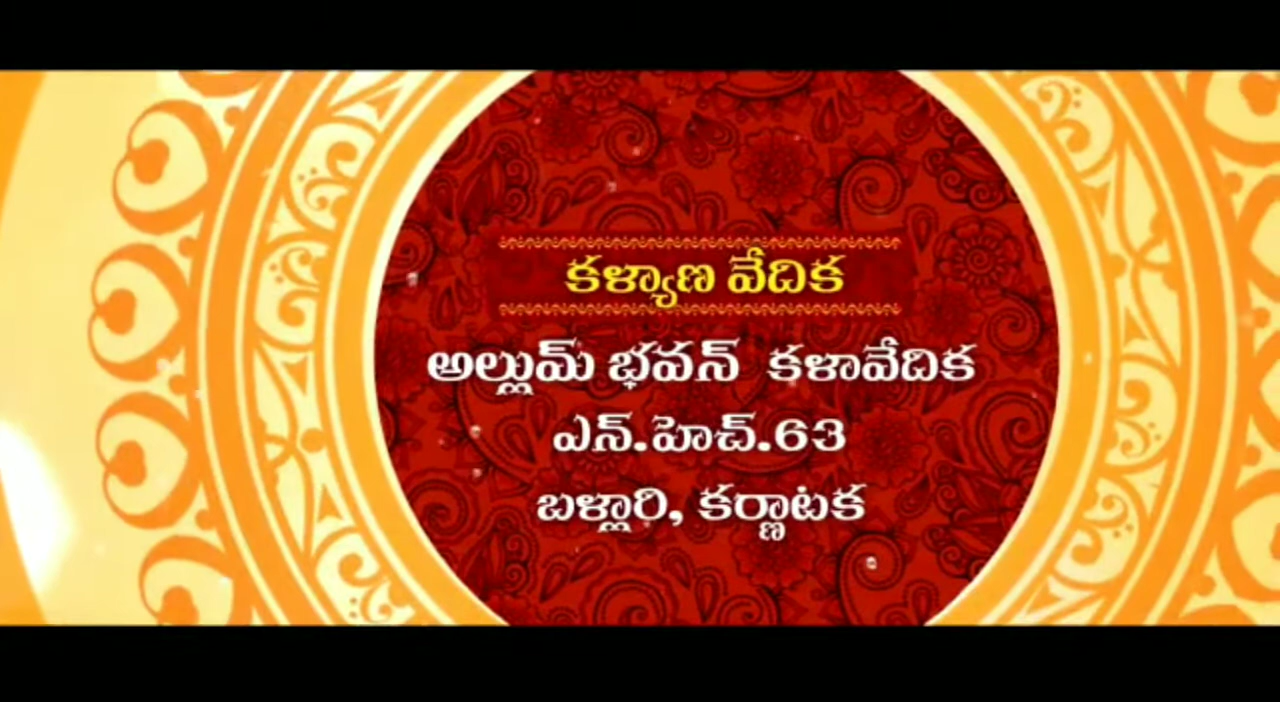 కళ్యాణ వేదిక
అల్లుమ్ భవన్ కళావేదిక
ఎన్.హెచ్.63
బళ్లారి, కర్ణాటక